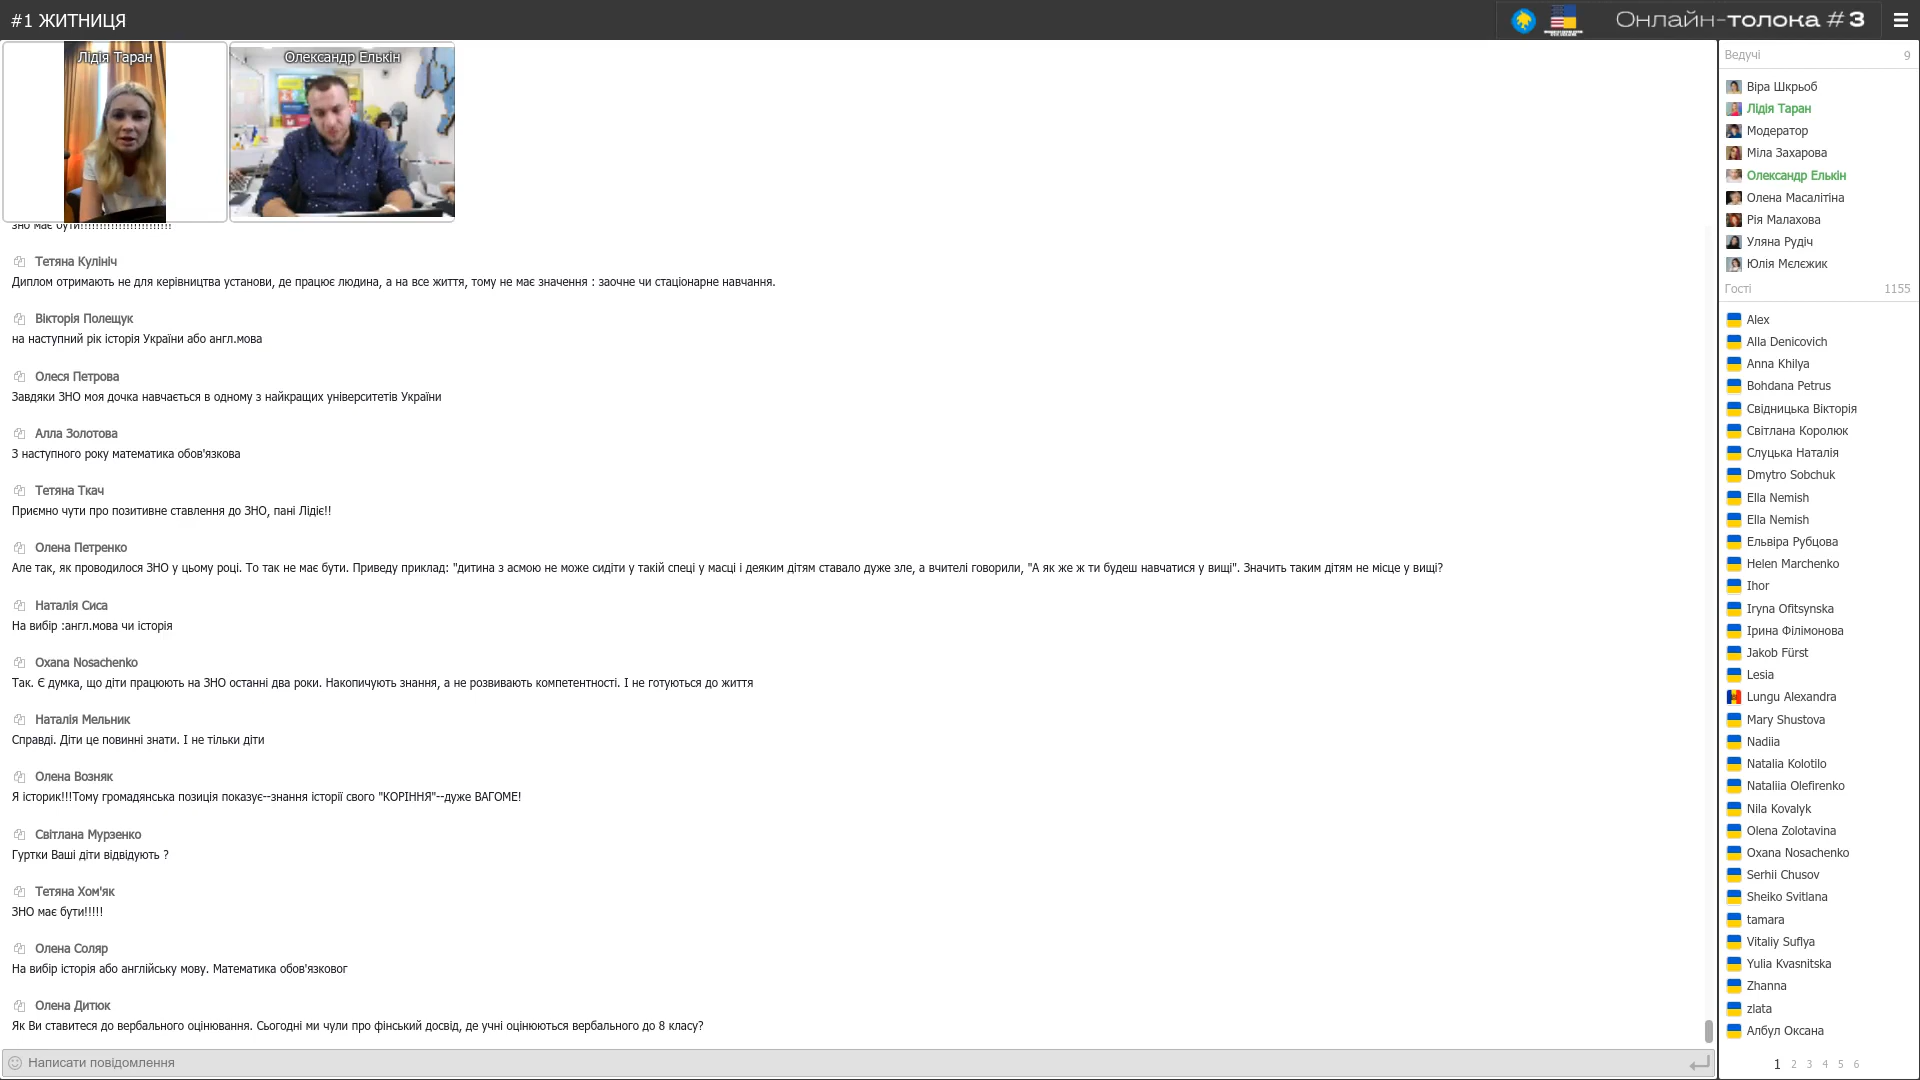 #1 ЖИТНИЦЯ
Онлайн-толока #3
Лідія Таран
Олександр Елькін
зно має бути!!!!!!!!!!!!!!!!!!!!!!!!
Тетяна Кулініч
Диплом отримають не для керівництва установи, де працює людина, а на все життя, тому не має значення : заочне чи стаціонарне навчання.
Вікторія Полещук
на наступний рік історія України або англ.мова
Олеся Петрова
Завдяки ЗНО моя дочка навчається в одному з найкращих університетів України
Алла Золотова
З наступного року математика обов'язкова
Тетяна Ткач
Приємно чути про позитивне ставлення до ЗНО, пані Лідіє!!
Олена Петренко
Але так, як проводилося ЗНО у цьому році. То так не має бути. Приведу приклад: "дитина з асмою не може сидіти у такій спеці у масці і деяким дітям ставало дуже зле, а вчителі говорили, "А як же ж ти будеш навчатися у вищі". Значить таким дітям не місце у вищі?
Наталія Сиса
На вибір :англ.мова чи історія
Oxana Nosachenko
Так. Є думка, що діти працюють на ЗНО останні два роки. Накопичують знання, а не розвивають компетентності. І не готуються до життя
Наталія Мельник
Справді. Діти це повинні знати. І не тільки діти
Олена Возняк
Я історик!!!Тому громадянська позиція показує--знання історії свого "КОРІННЯ"--дуже ВАГОМЕ!
Світлана Мурзенко
Гуртки Ваші діти відвідують ?
Тетяна Хом'як
ЗНО має бути!!!!!
Олена Соляр
На вибір історія або англійську мову. Математика обов'язковог
Олена Дитюк
Як Ви ставитеся до вербального оцінювання. Сьогодні ми чули про фінський досвід, де учні оцінюються вербального до 8 класу?
Написати повідомлення
Ведучі 9
Віра Шкрьоб
Лідія Таран
Модератор
Міла Захарова
Олександр Елькін
Олена Масалітіна
Рія Малахова
Уляна Рудіч
Юлія Мєлєжик
Гості 1155
Alex
Alla Denicovich
Anna Khilya
Bohdana Petrus
Свідницька Вікторія
Світлана Королюк
Слуцька Наталія
Dmytro Sobchuk
Ella Nemish
Ella Nemish
Ельвіра Рубцова
Helen Marchenko
Ihor
Iryna Ofitsynska
Ірина Філімонова
Jakob Fürst
Lesia
Lungu Alexandra
Mary Shustova
Nadiia
Natalia Kolotilo
Nataliia Olefirenko
Nila Kovalyk
Olena Zolotavina
Oxana Nosachenko
Serhii Chusov
Sheiko Svitlana
tamara
Vitaliy Suflya
Yulia Kvasnitska
Zhanna
zlata
Албул Оксана
1 2 3 4 5 6